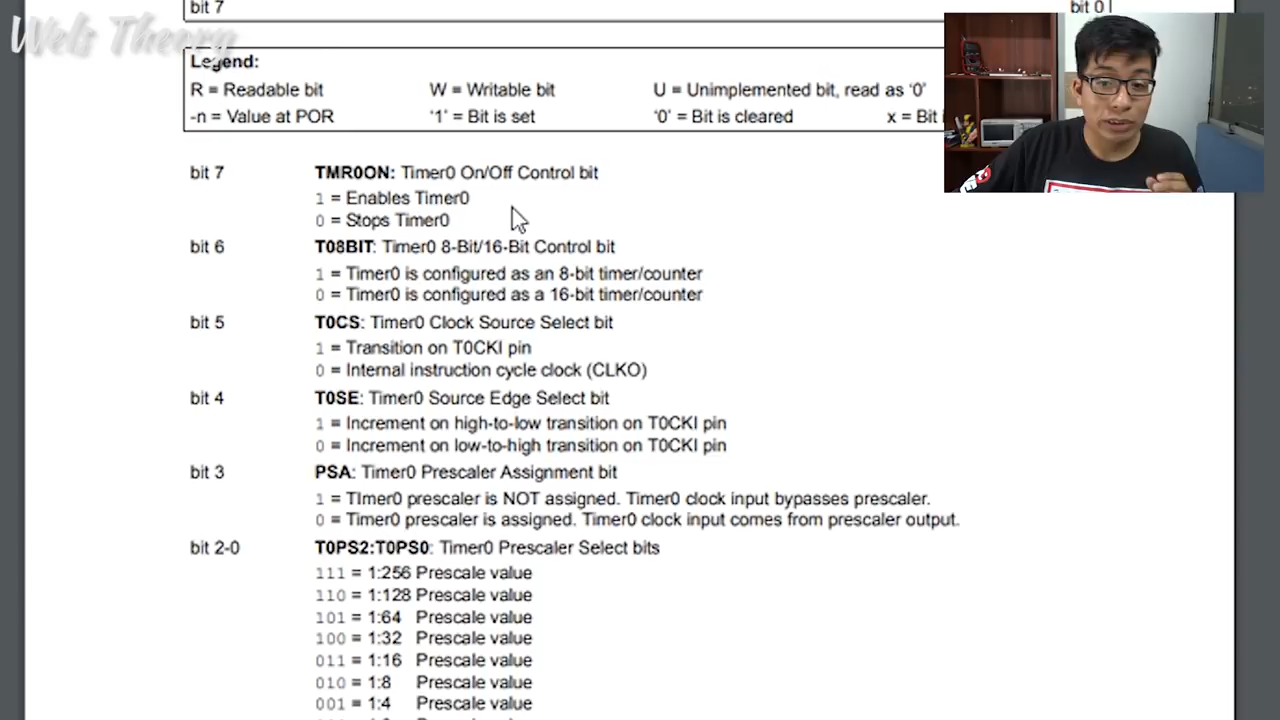 bit 7 bit 0
Wels Theory
Legend:
R = Readable bit W = Writable bit U = Unimplemented bit, read as ‘0’
-n = Value at POR ‘1’ = Bit is set ‘0’ = Bit is cleared x = Bit
bit 7 TMR0ON: Timer0 On/Off Control bit
1 = Enables Timer0
0 = Stops Timer0
bit 6 T08BIT: Timer0 8-Bit/16-Bit Control bit
1 = Timer0 is configured as an 8-bit timer/counter
0 = Timer0 is configured as a 16-bit timer/counter
bit 5 T0CS: Timer0 Clock Source Select bit
1 = Transition on T0CKI pin
0 = Internal instruction cycle clock (CLKO)
bit 4 T0SE: Timer0 Source Edge Select bit
1 = Increment on high-to-low transition on T0CKI pin
0 = Increment on low-to-high transition on T0CKI pin
bit 3 PSA: Timer0 Prescaler Assignment bit
1 = TImer0 prescaler is NOT assigned. Timer0 clock input bypasses prescaler.
0 = Timer0 prescaler is assigned. Timer0 clock input comes from prescaler output.
bit 2-0 T0PS2:T0PS0: Timer0 Prescaler Select bits
111 = 1:256 Prescale value
110 = 1:128 Prescale value
101 = 1:64 Prescale value
100 = 1:32 Prescale value
011 = 1:16 Prescale value
010 = 1:8 Prescale value
001 = 1:4 Prescale value